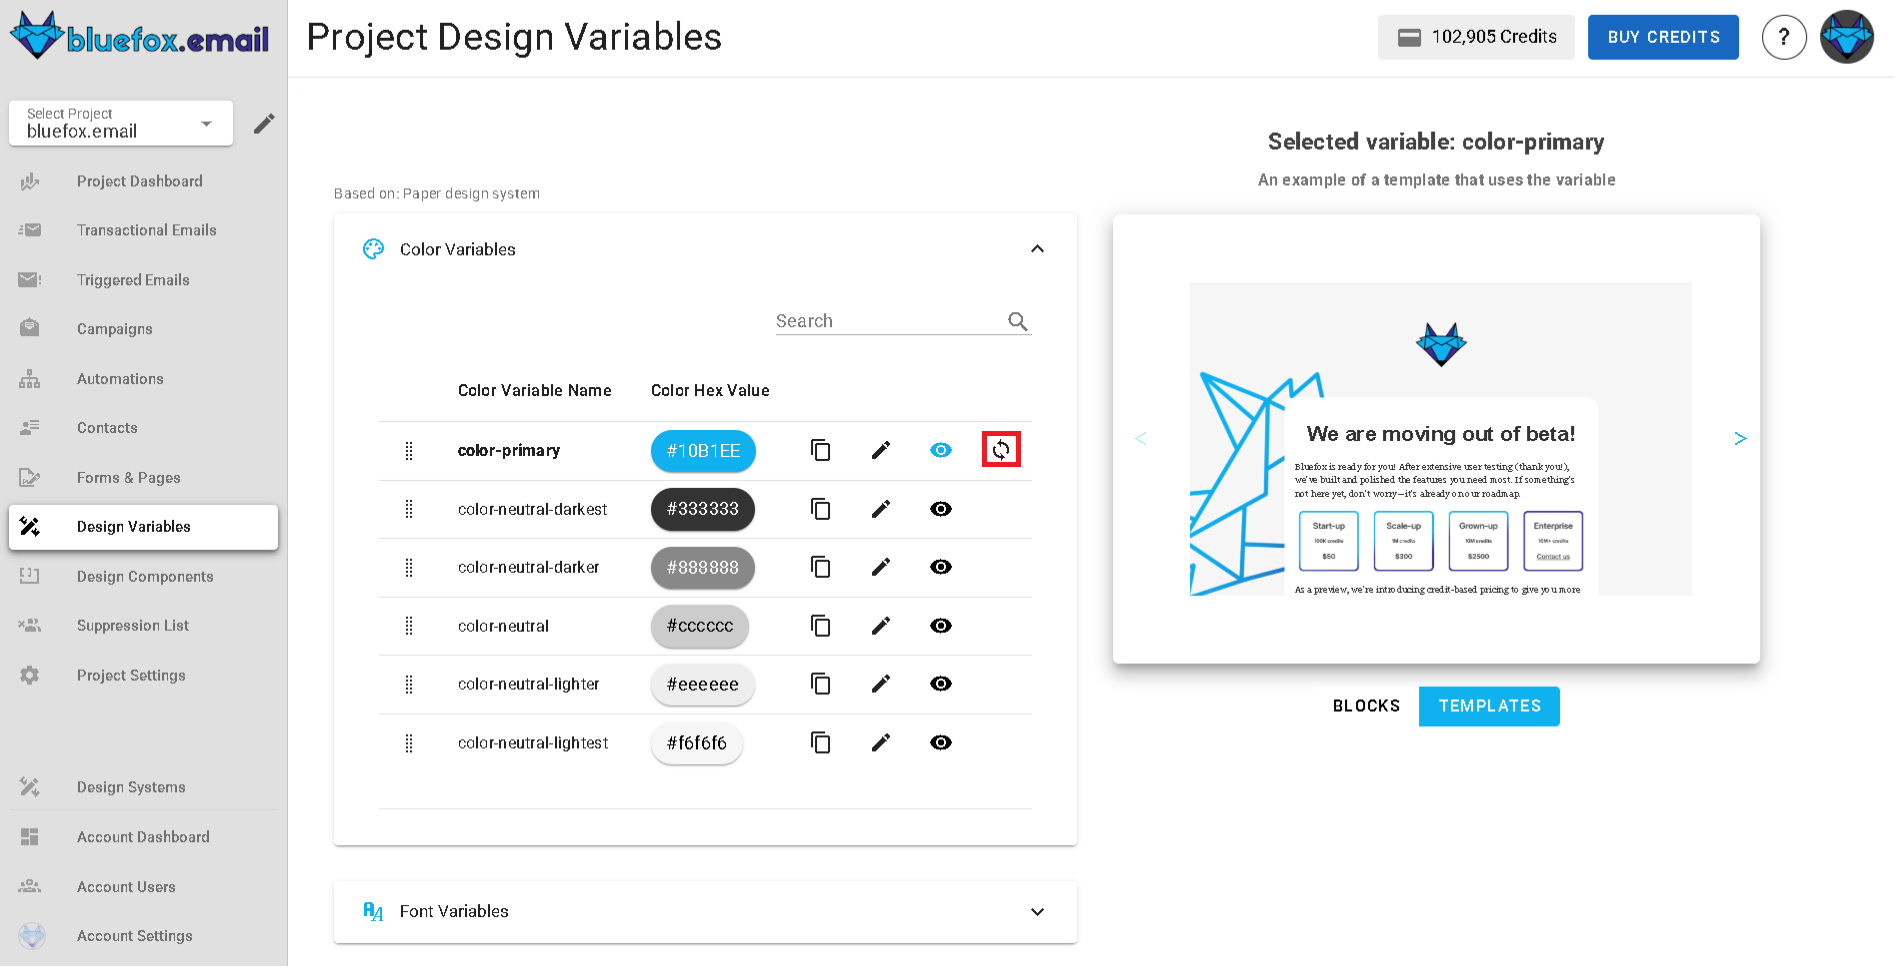 bluefox.email
Project Design Variables
102,905 Credits
BUY CREDITS
?
Select Project
bluefox.email
Project Dashboard
Transactional Emails
Triggered Emails
Campaigns
Automations
Contacts
Forms & Pages
Design Variables
Design Components
Suppression List
Project Settings
Design Systems
Account Dashboard
Account Users
Account Settings
Based on: Paper design system
Color Variables
Search
Color Variable Name Color Hex Value
color-primary #10B1EE
color-neutral-darkest #333333
color-neutral-darker #888888
color-neutral #cccccc
color-neutral-lighter #eeeeee
color-neutral-lightest #f6f6f6
Font Variables
Selected variable: color-primary
An example of a template that uses the variable
<
>
We are moving out of beta!
Bluefox is ready for you! After extensive user testing (thank you!),
we've built and polished the features you need most. If something's
not here yet, don't worry—it's already on our roadmap.
Start-up Scale-up Grown-up Enterprise
100K credits 1M credits 10M credits 10M+ credits
$50 $300 $2500 Contact us
As a preview, we're introducing credit-based pricing to give you more
BLOCKS TEMPLATES